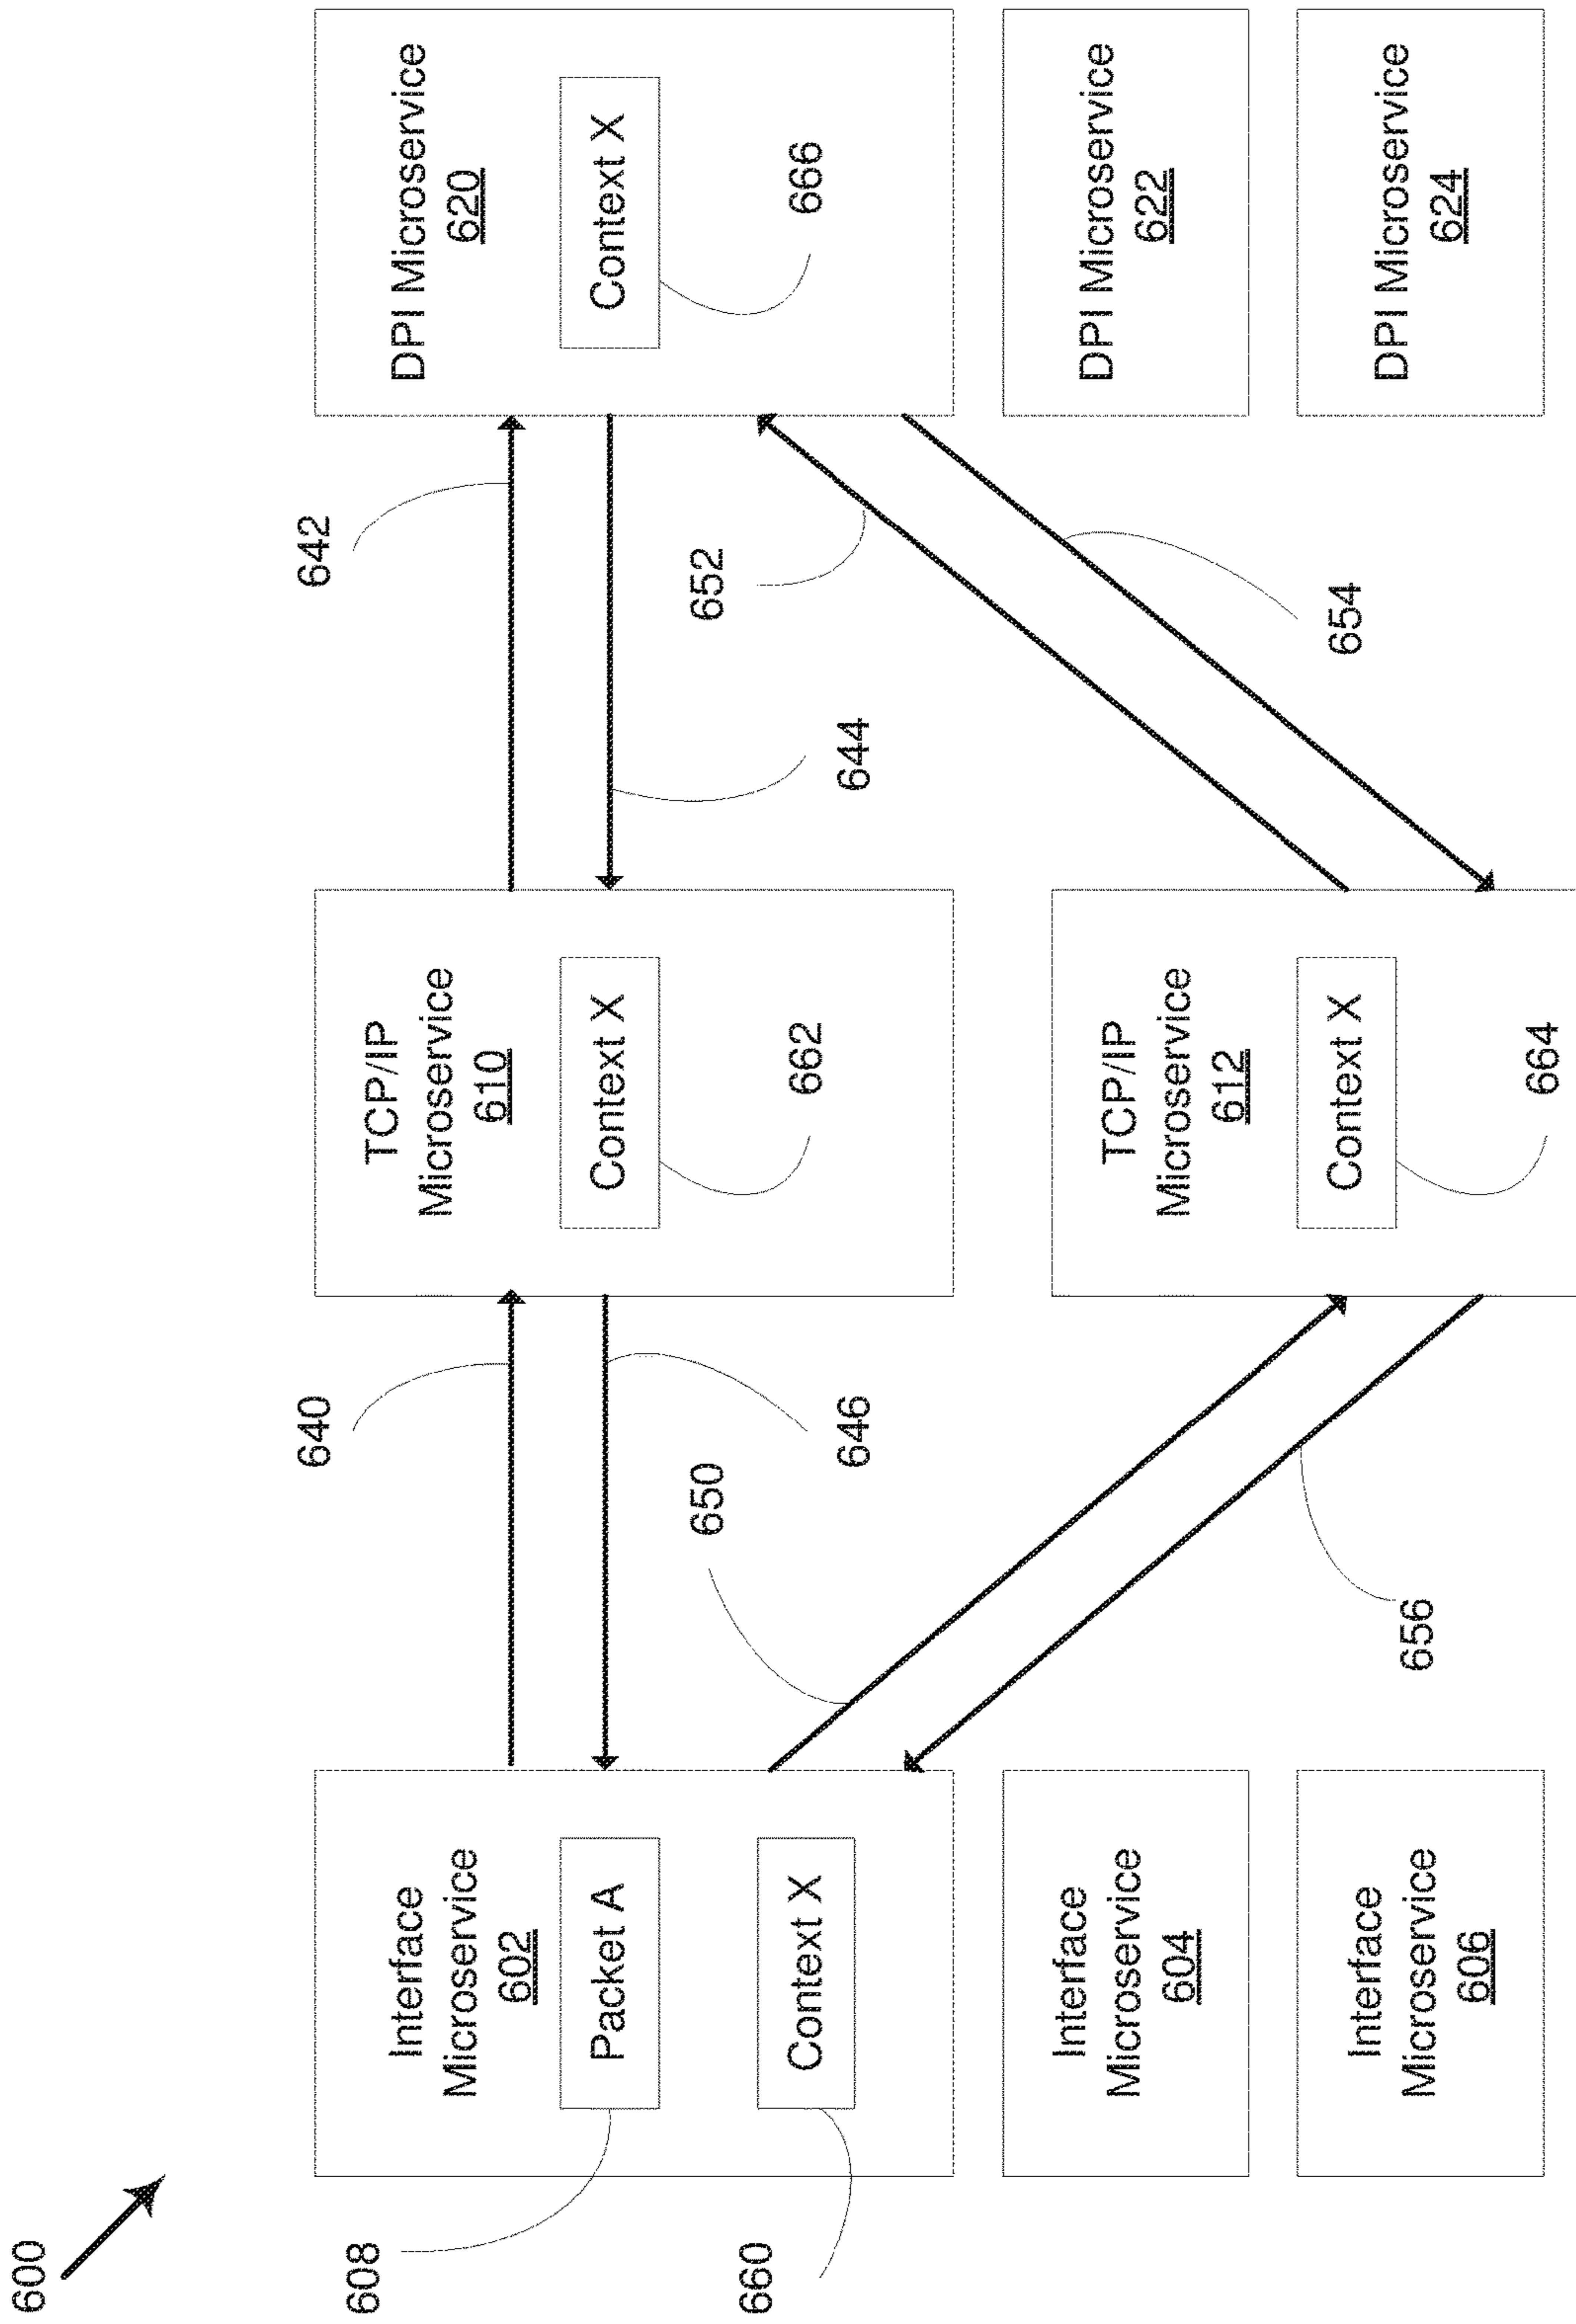 600
Interface
Microservice
602
608
Packet A
660
Context X
Interface
Microservice
604
Interface
Microservice
606
640
646
650
656
TCP/IP
Microservice
610
Context X
662
TCP/IP
Microservice
612
Context X
664
642
644
652
654
DPI Microservice
620
Context X
666
DPI Microservice
622
DPI Microservice
624